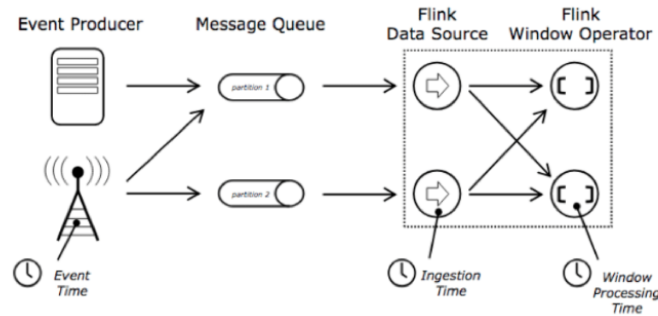 Event Producer
Message Queue
Flink
Data Source
Flink
Window Operator
partition 1
partition 2
Event
Time
Ingestion
Time
Window
Processing
Time